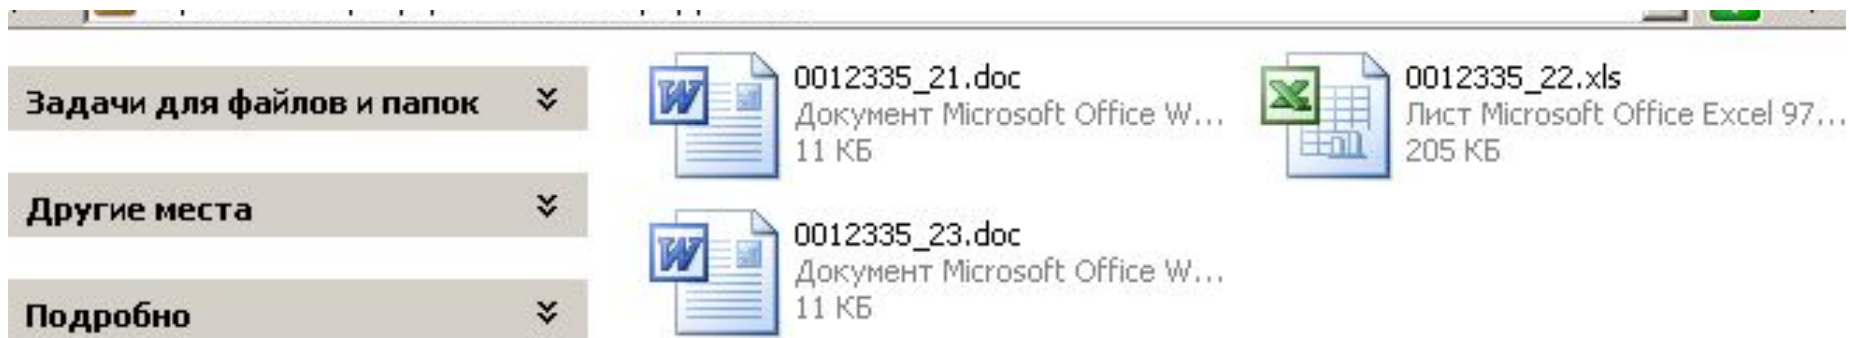 Задачи для файлов и папок
Другие места
Подробно
0012335_21.doc
Документ Microsoft Office W...
11 КБ
0012335_22.xls
Лист Microsoft Office Excel 97...
205 КБ
0012335_23.doc
Документ Microsoft Office W...
11 КБ